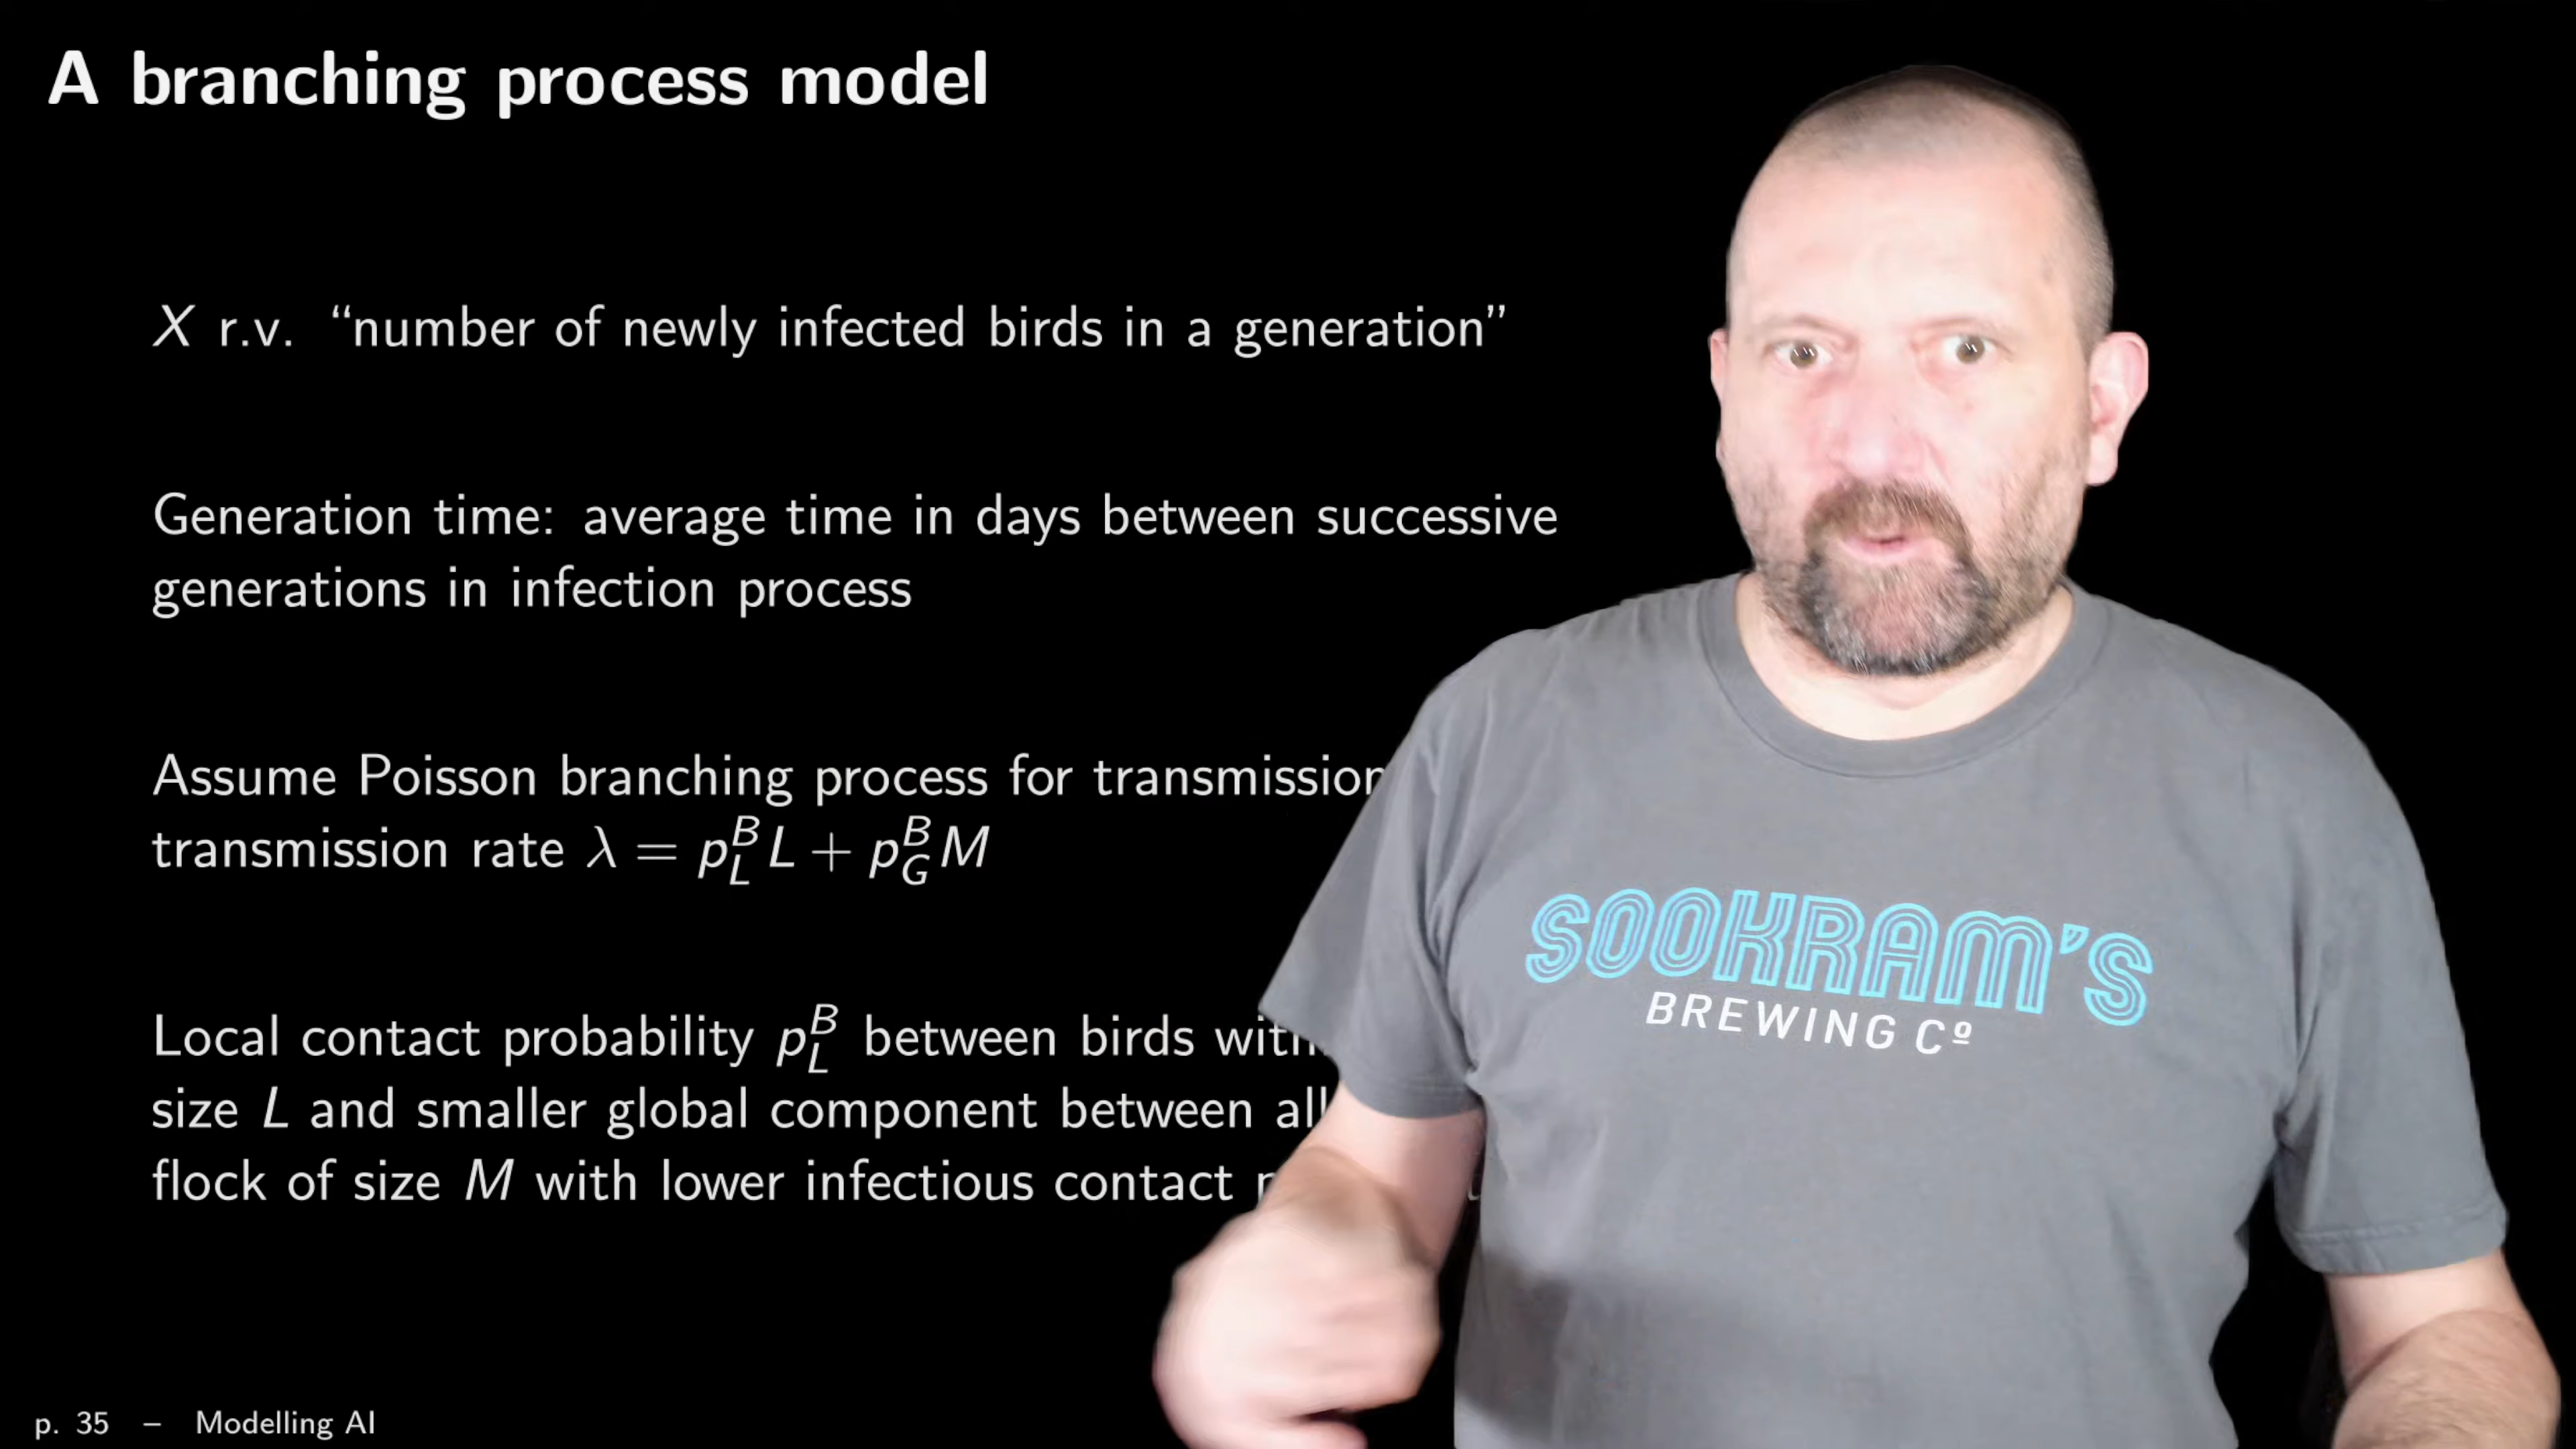 A branching process model
X r.v. “number of newly infected birds in a generation”
Generation time: average time in days between successive
generations in infection process
Assume Poisson branching process for transmission
transmission rate λ = p_L^B L + p_G^B M
Local contact probability p_L^B between birds
size L and smaller global component between all
flock of size M with lower infectious contact
SOOKRAM'S
BREWING Cº
p. 35 – Modelling AI